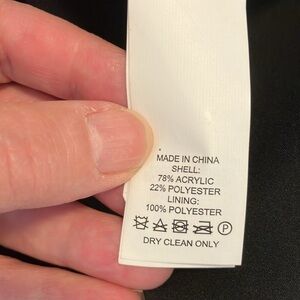 MADE IN CHINA
SHELL:
78% ACRYLIC
22% POLYESTER
LINING:
100% POLYESTER
P
DRY CLEAN ONLY